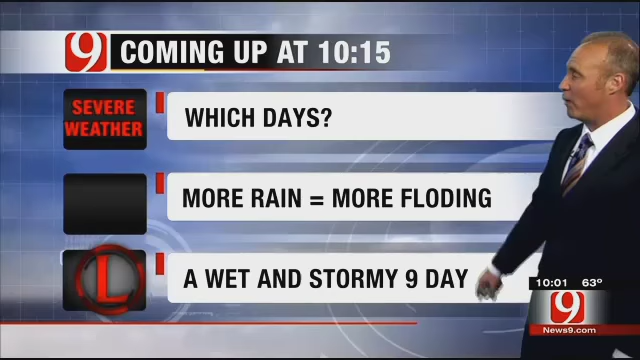 9 COMING UP AT 10:15
SEVERE
WEATHER
WHICH DAYS?
MORE RAIN = MORE FLODING
L
A WET AND STORMY 9 DAY
10:01 63°
9
News9.com